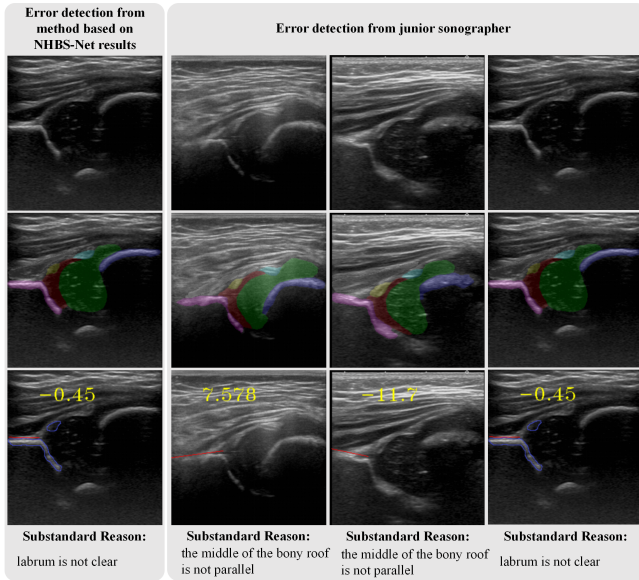 Error detection from
method based on
NHBS-Net results
Error detection from junior sonographer
−0.45
7.578
−11.7
−0.45
Substandard Reason:
labrum is not clear
Substandard Reason:
the middle of the bony roof
is not parallel
Substandard Reason:
the middle of the bony roof
is not parallel
Substandard Reason:
labrum is not clear